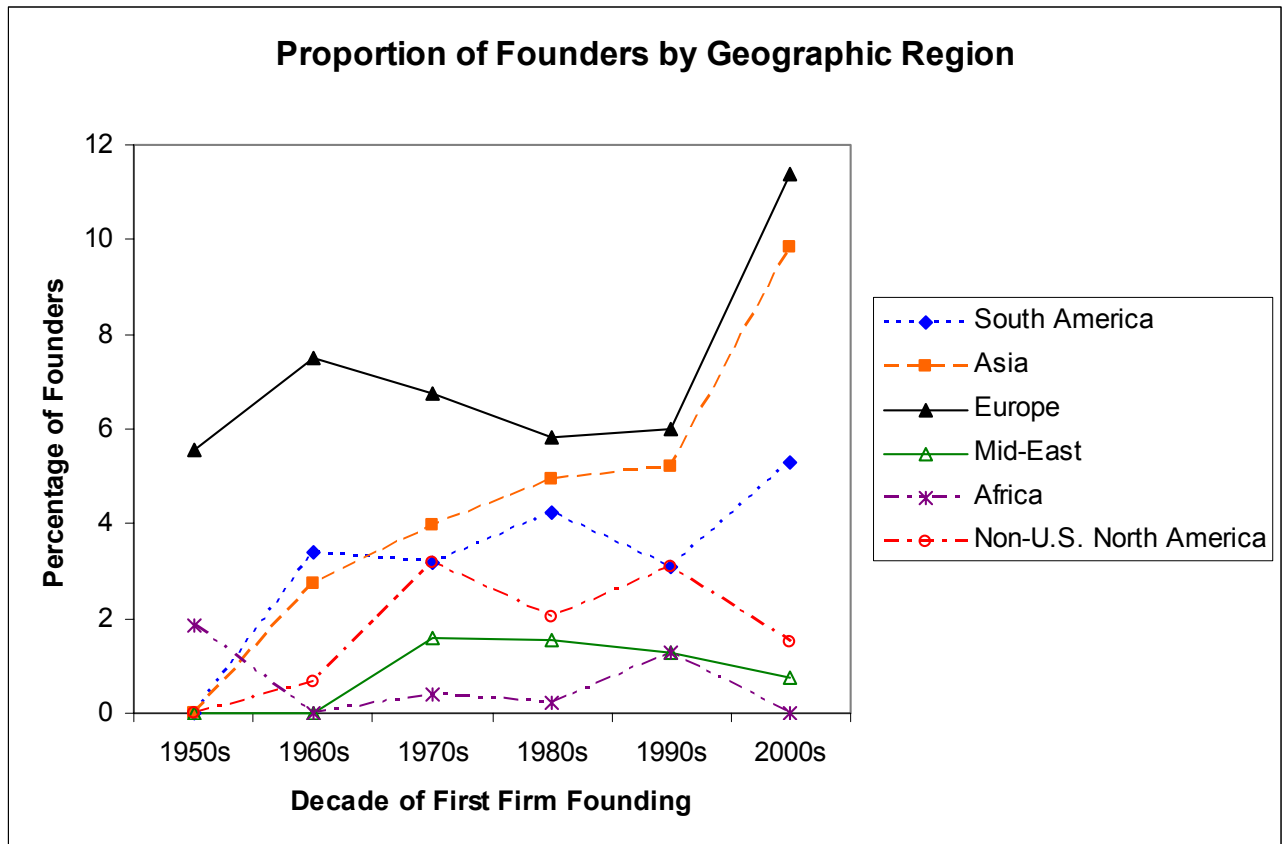 Proportion of Founders by Geographic Region
12
10
8
6
4
2
0
Percentage of Founders
1950s 1960s 1970s 1980s 1990s 2000s
Decade of First Firm Founding
South America
Asia
Europe
Mid-East
Africa
Non-U.S. North America